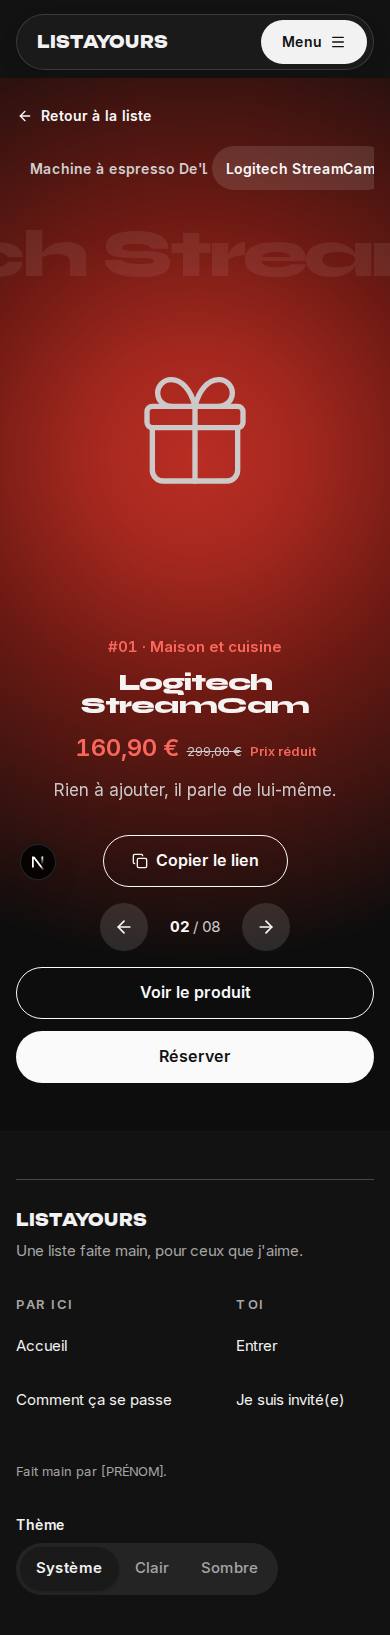 LISTAYOURS
Menu
Retour à la liste
Machine à espresso De'L
Logitech StreamCam
ch Strear
#01 · Maison et cuisine
Logitech
StreamCam
160,90 € 299,00 € Prix réduit
Rien à ajouter, il parle de lui-même.
Copier le lien
N
02 / 08
Voir le produit
Réserver
LISTAYOURS
Une liste faite main, pour ceux que j'aime.
PAR ICI
TOI
Accueil
Entrer
Comment ça se passe
Je suis invité(e)
Fait main par [PRÉNOM].
Thème
Système
Clair
Sombre